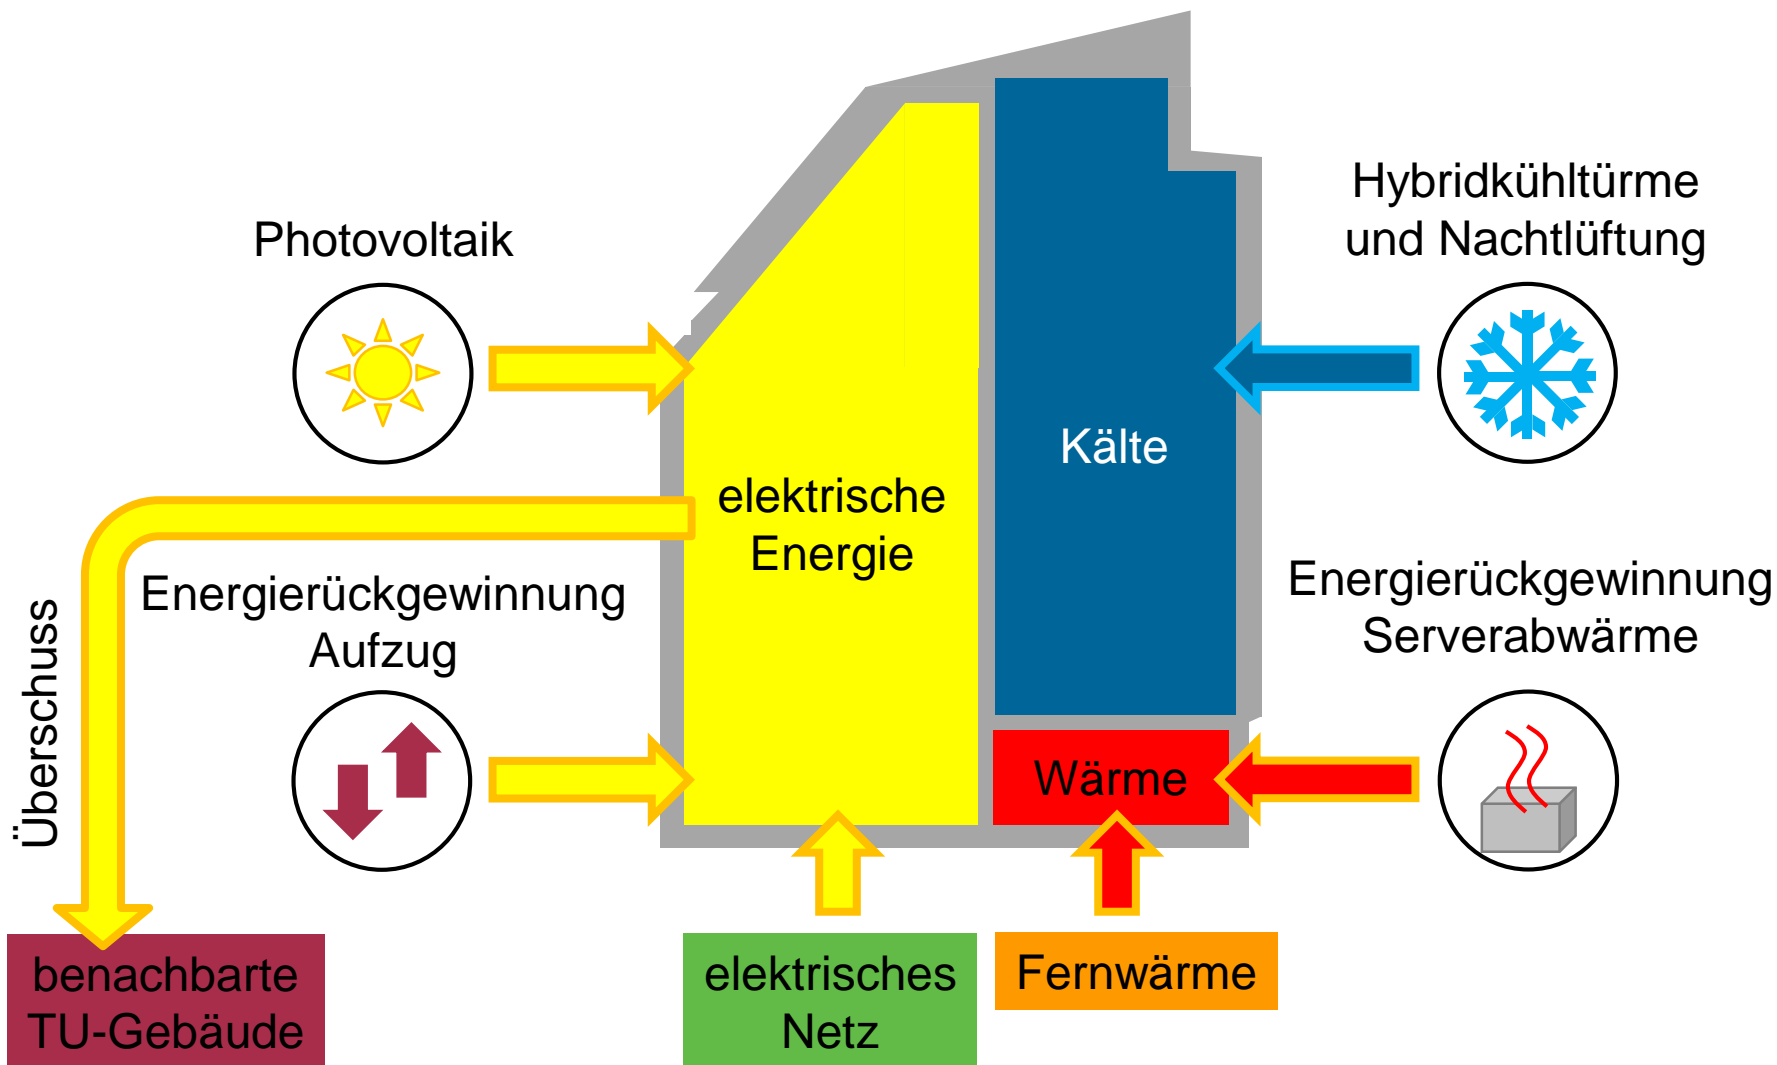 Hybridkühltürme
und Nachtlüftung
Photovoltaik
Kälte
elektrische
Energie
Energierückgewinnung
Aufzug
Energierückgewinnung
Serverabwärme
Überschuss
Wärme
benachbarte
TU-Gebäude
elektrisches
Netz
Fernwärme